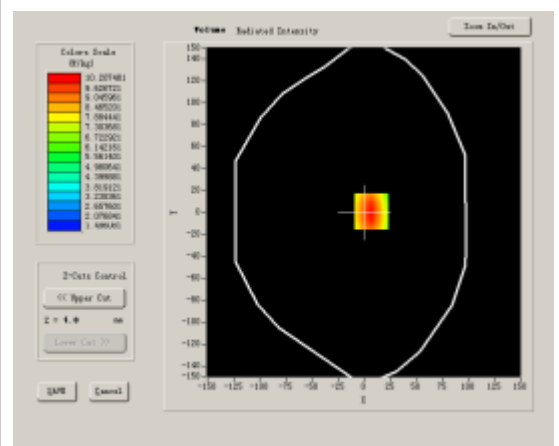 Volume Radiated Intensity
Zoom In/Out
Colors Scale
(W/kg)
10.207481
9.626721
9.045961
8.465201
7.884441
7.303681
6.722921
6.142161
5.561401
4.980641
4.399881
3.819121
3.238361
2.657601
2.076841
150
140
120
100
80
60
40
20
0
-20
-40
-60
-80
-100
-120
-140
-150
Y
-150 -125 -100 -75 -50 -25 0 25 50 75 100 125 150
X
Z-Cuts Control
<< Upper Cut
Z = 4.0 mm
Lower Cut >>
SAVE
Cancel